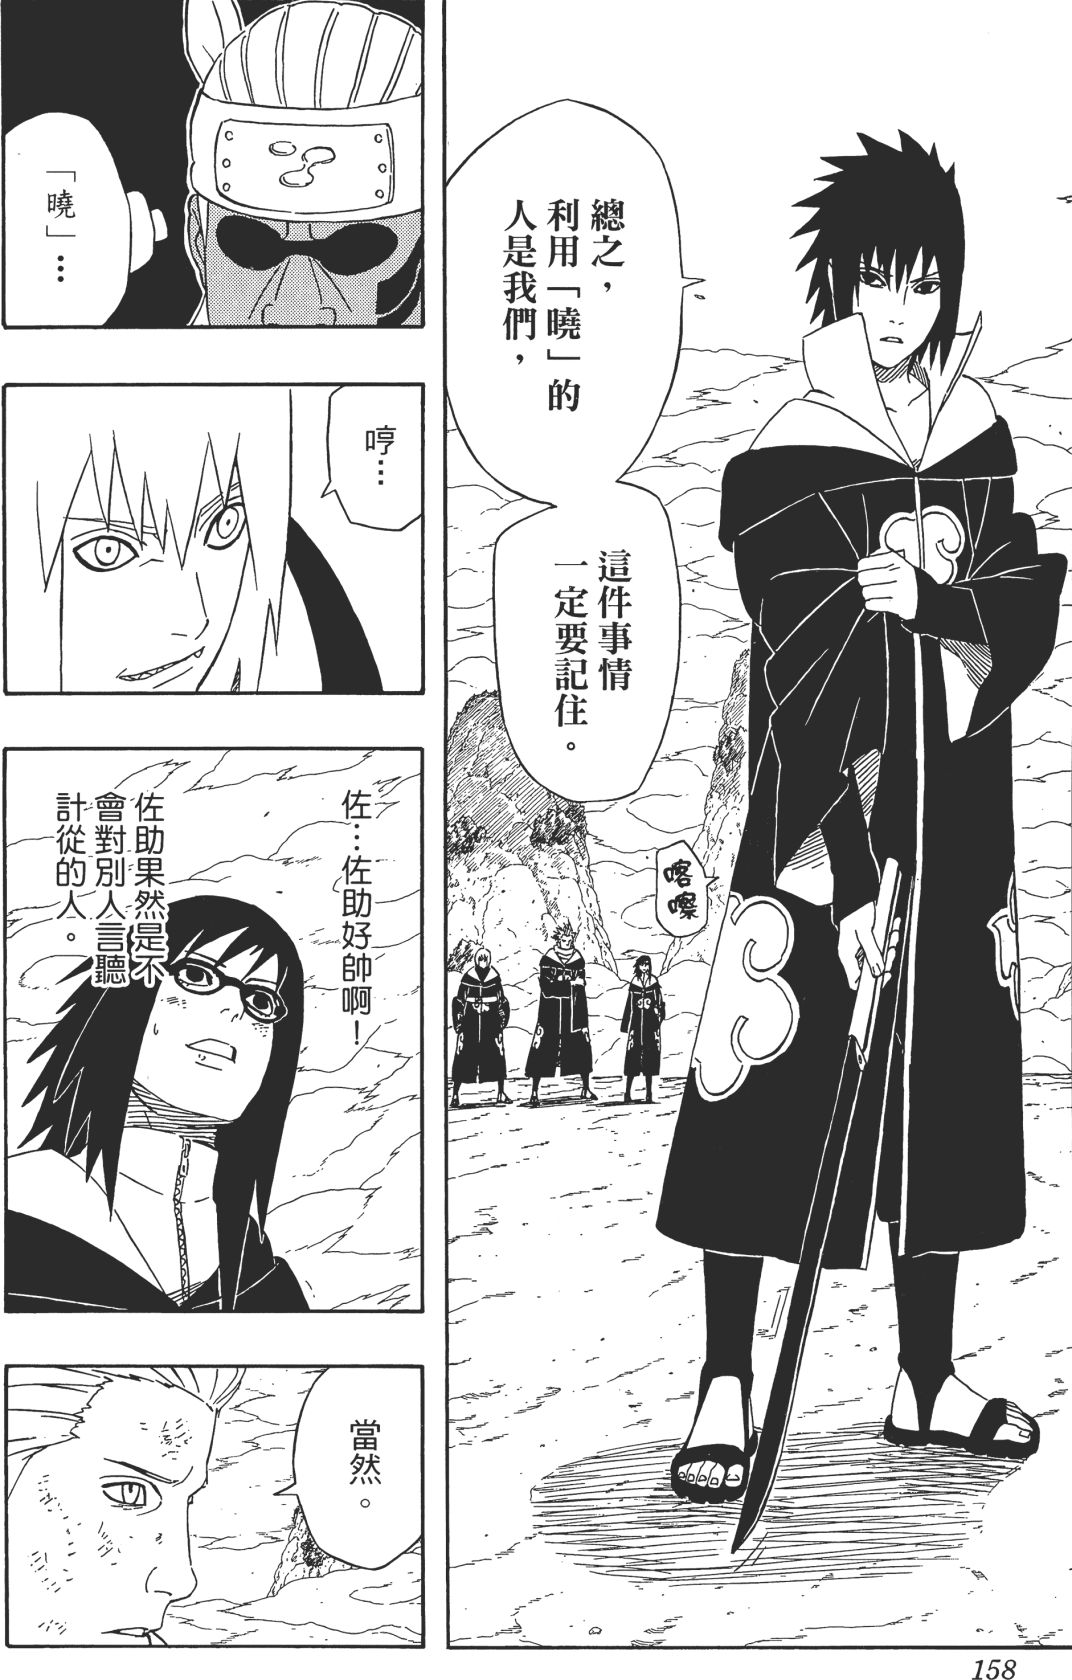 總之，
利用「曉」的
人是我們，
這件事情
一定要記住。
喀嚓
「曉」…
哼…
佐…佐助好帥啊！
佐助果然是不
會對別人言聽
計從的人。
當然。
158